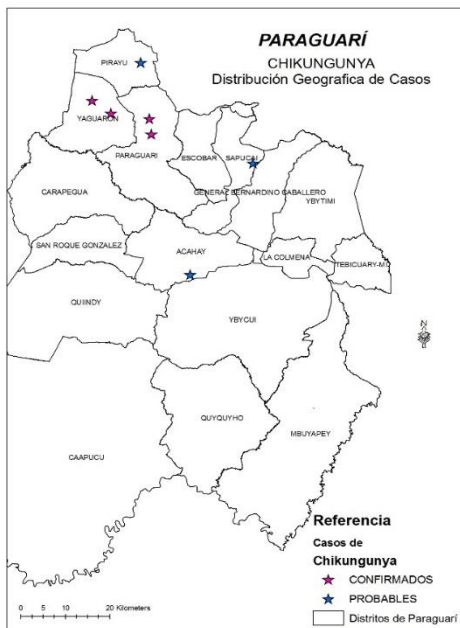 PARAGUARÍ
CHIKUNGUNYA
Distribución Geografica de Casos
PIRAYU
YAGUARON
PARAGUARI
ESCOBAR
SAPUCAI
CARAPEGUA
GENERAL BERNARDINO CABALLERO
YBYTIMI
SAN ROQUE GONZALEZ
ACAHAY
LA COLMENA
TEBICUARY-MI
QUIINDY
YBYCUI
N
QUYQUYHO
MBUYAPEY
CAAPUCU
Referencia
Casos de
Chikungunya
CONFIRMADOS
PROBABLES
Distritos de Paraguarí
0 5 10 20 Kilometers